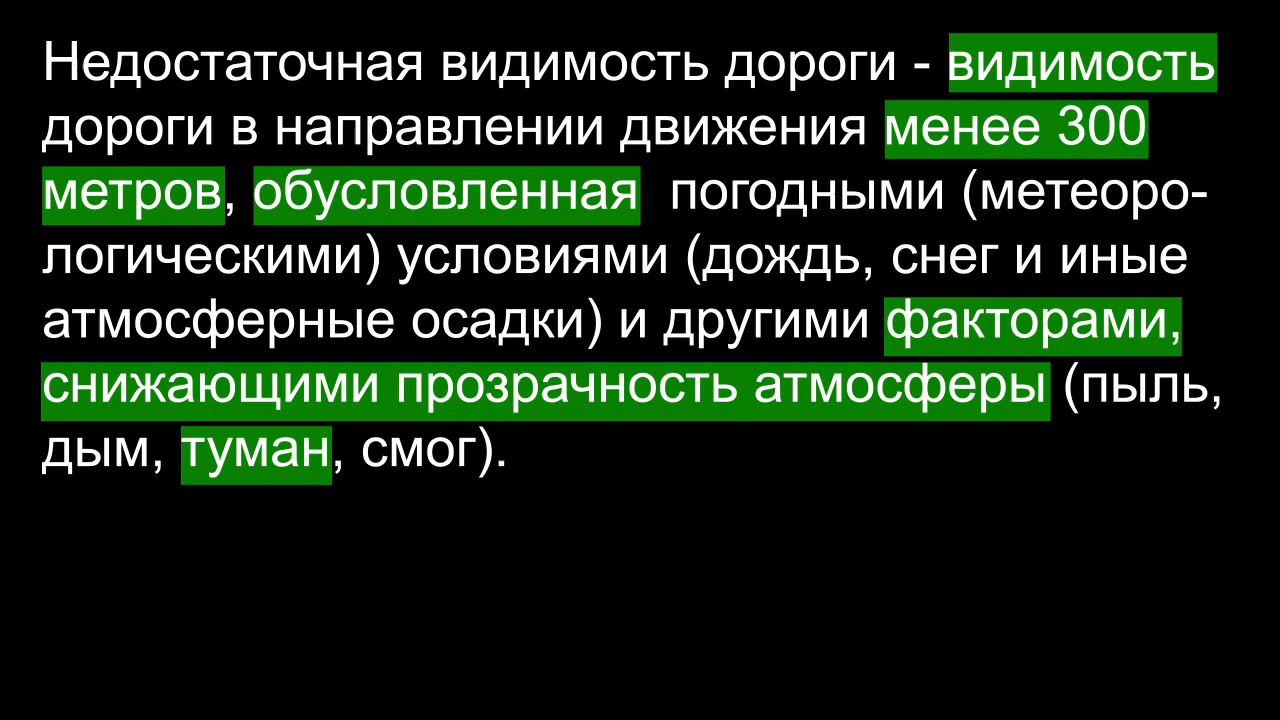 Недостаточная видимость дороги - видимость
дороги в направлении движения менее 300
метров, обусловленная погодными (метеоро-
логическими) условиями (дождь, снег и иные
атмосферные осадки) и другими факторами,
снижающими прозрачность атмосферы (пыль,
дым, туман, смог).